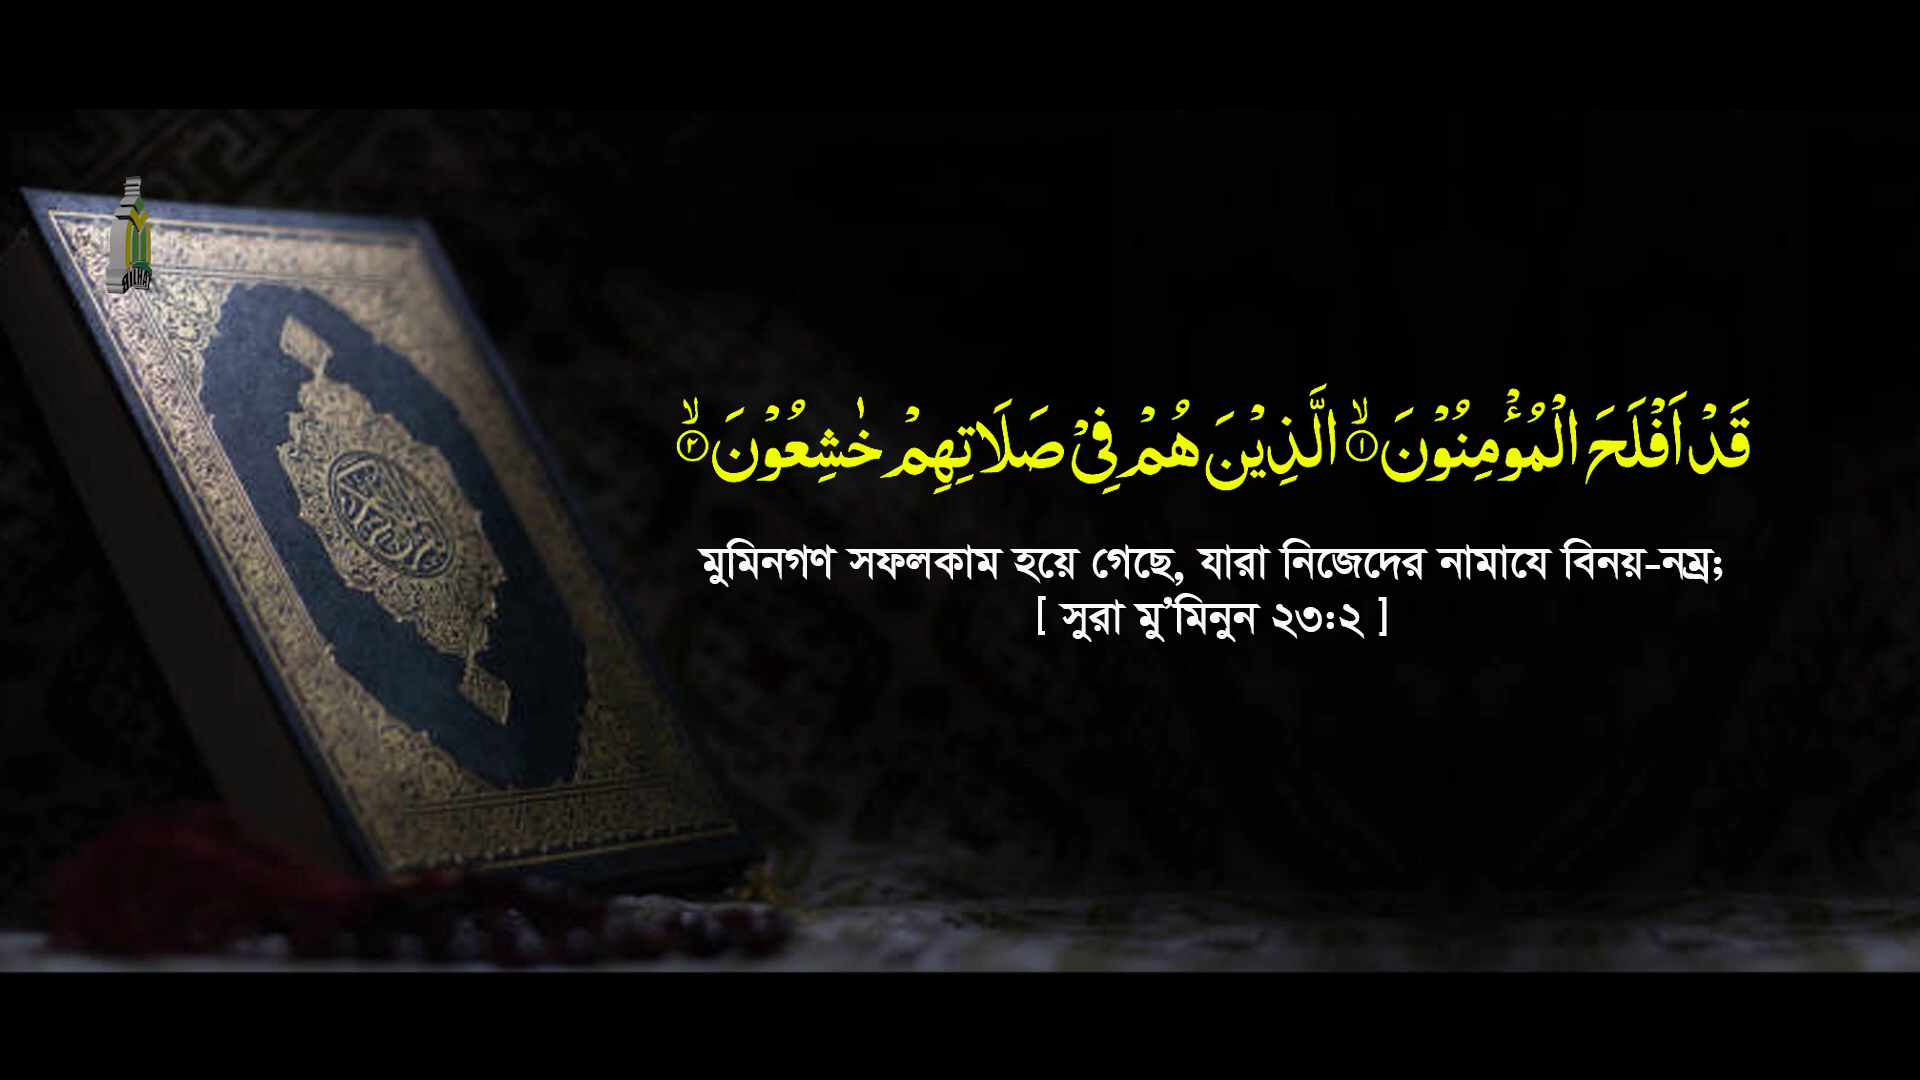 قَدْ اَفْلَحَ الْمُؤْمِنُوْنَ ۙ﴿۱﴾ الَّذِيْنَ هُمْ فِيْ صَلَاتِهِمْ خٰشِعُوْنَ ۙ﴿۲﴾
মুমিনগণ সফলকাম হয়ে গেছে, যারা নিজেদের নামাযে বিনয়-নম্র;
[ সুরা মু’মিনুন ২৩:২ ]